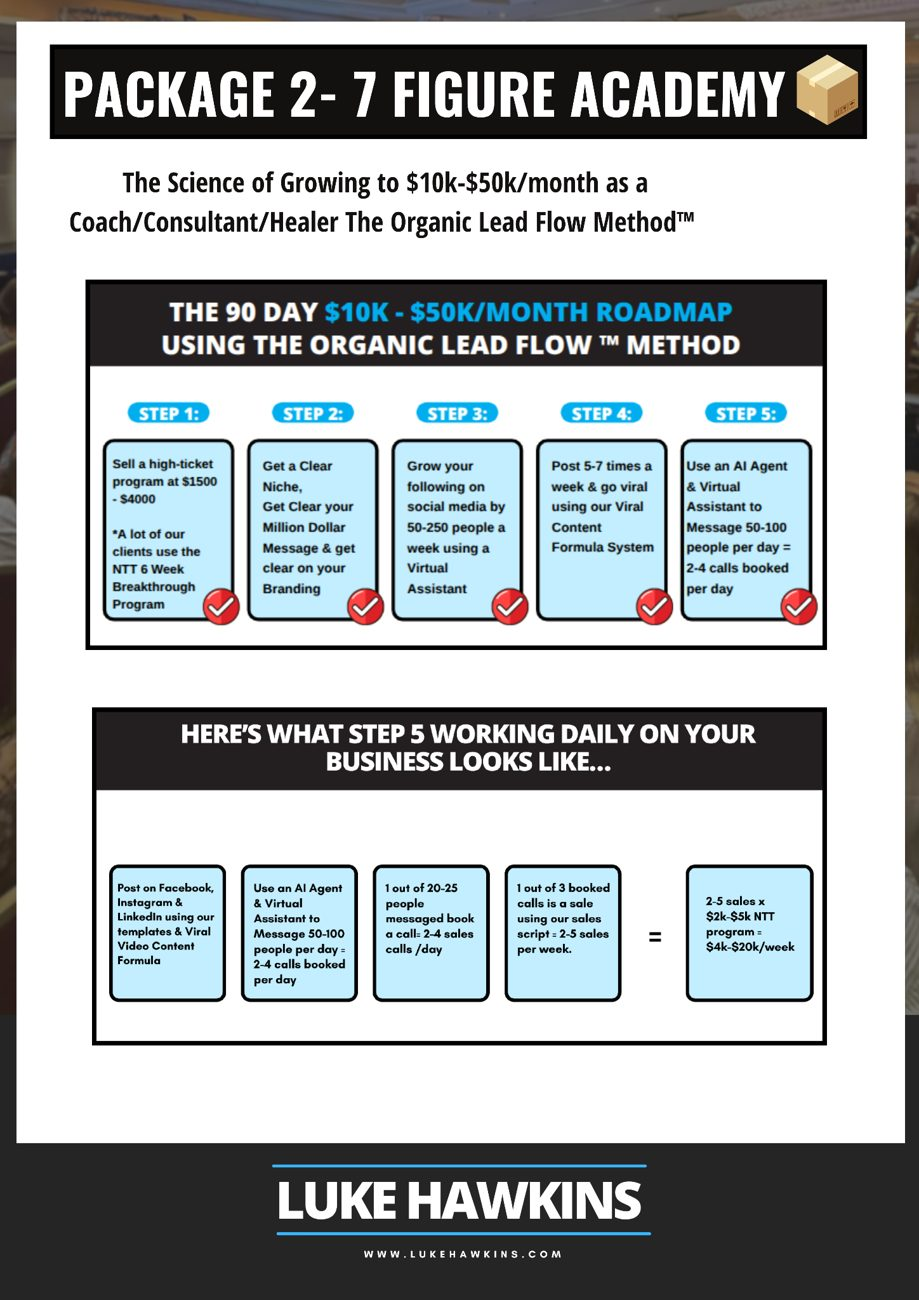 PACKAGE 2- 7 FIGURE ACADEMY
The Science of Growing to $10k-$50k/month as a
Coach/Consultant/Healer The Organic Lead Flow Method™
THE 90 DAY $10K - $50K/MONTH ROADMAP
USING THE ORGANIC LEAD FLOW ™ METHOD
STEP 1:
Sell a high-ticket
program at $1500
- $4000
*A lot of our
clients use the
NTT 6 Week
Breakthrough
Program
STEP 2:
Get a Clear
Niche,
Get Clear your
Million Dollar
Message & get
clear on your
Branding
STEP 3:
Grow your
following on
social media by
50-250 people a
week using a
Virtual
Assistant
STEP 4:
Post 5-7 times a
week & go viral
using our Viral
Content
Formula System
STEP 5:
Use an AI Agent
& Virtual
Assistant to
Message 50-100
people per day =
2-4 calls booked
per day
HERE'S WHAT STEP 5 WORKING DAILY ON YOUR
BUSINESS LOOKS LIKE...
Post on Facebook,
Instagram &
LinkedIn using our
templates & Viral
Video Content
Formula
Use an AI Agent
& Virtual
Assistant to
Message 50-100
people per day =
2-4 calls booked
per day
1 out of 20-25
people
messaged book
a call= 2-4 sales
calls /day
1 out of 3 booked
calls is a sale
using our sales
script = 2-5 sales
per week.
=
2-5 sales x
$2k-$5k NTT
program =
$4k-$20k/week
LUKE HAWKINS
WWW.LUKEHAWKINS.COM